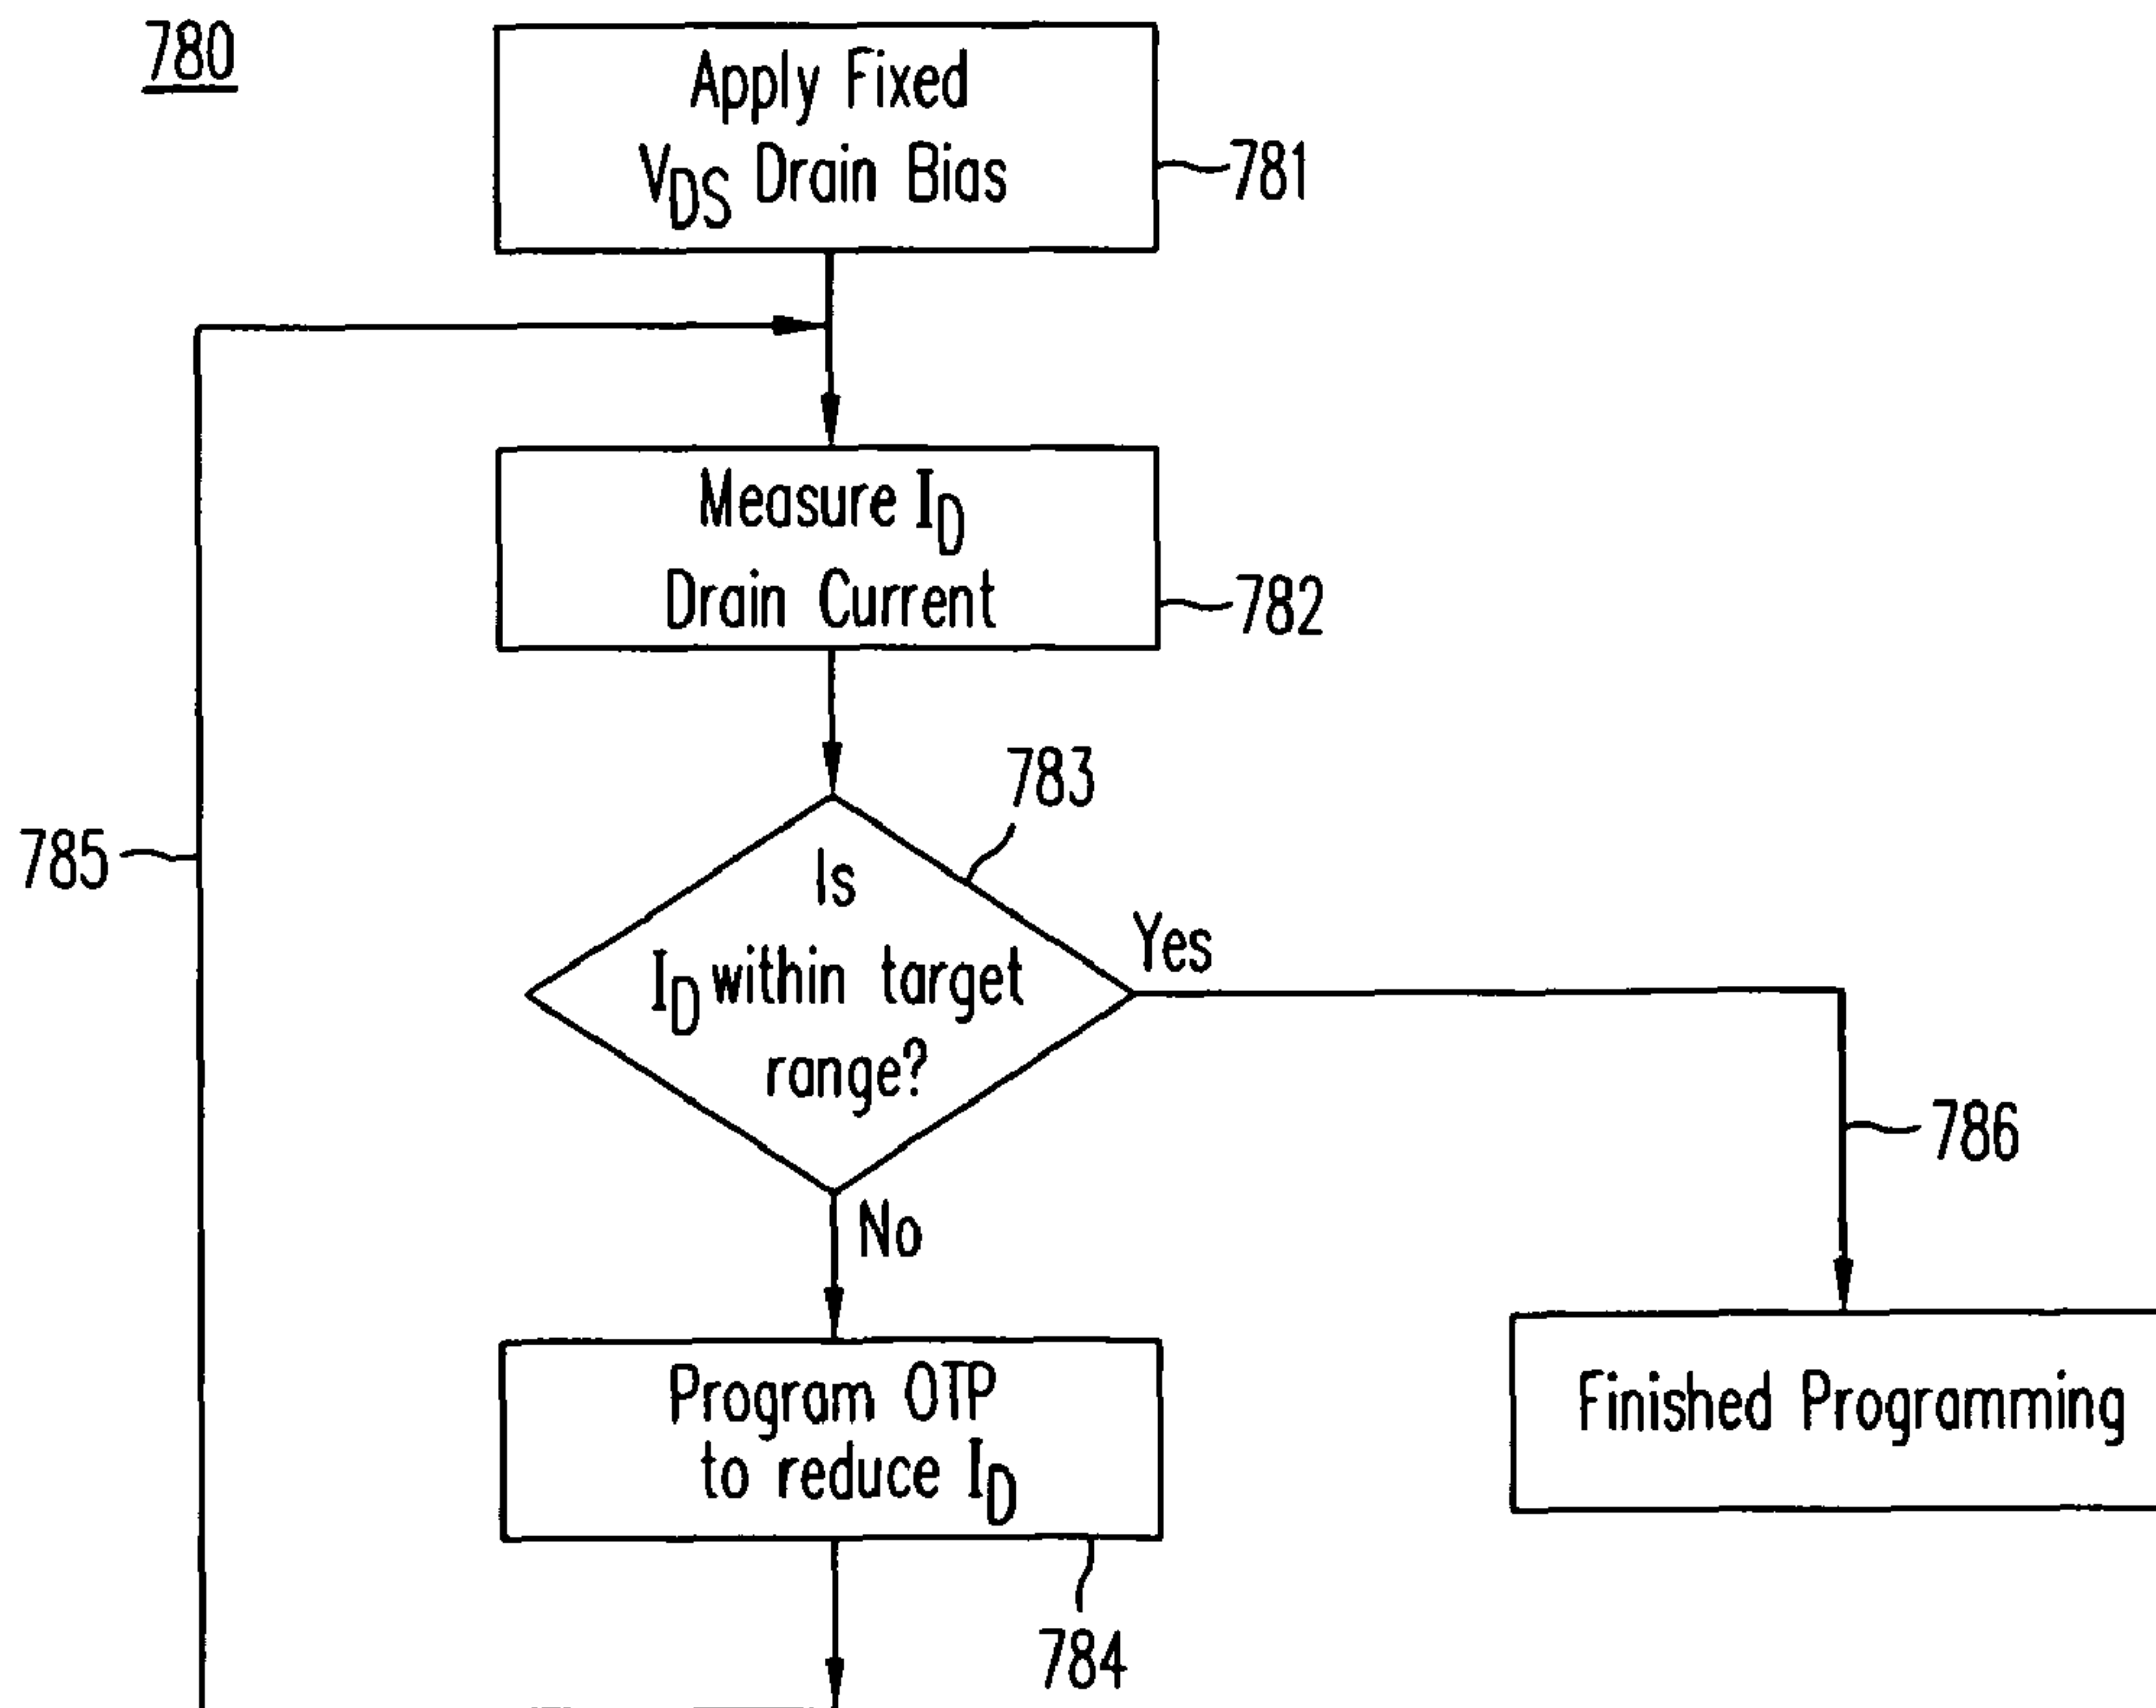 780
Apply Fixed
VDS Drain Bias
781
Measure ID
Drain Current
782
783
Is
ID within target
range?
Yes
785
786
No
Program OTP
to reduce ID
Finished Programming
784